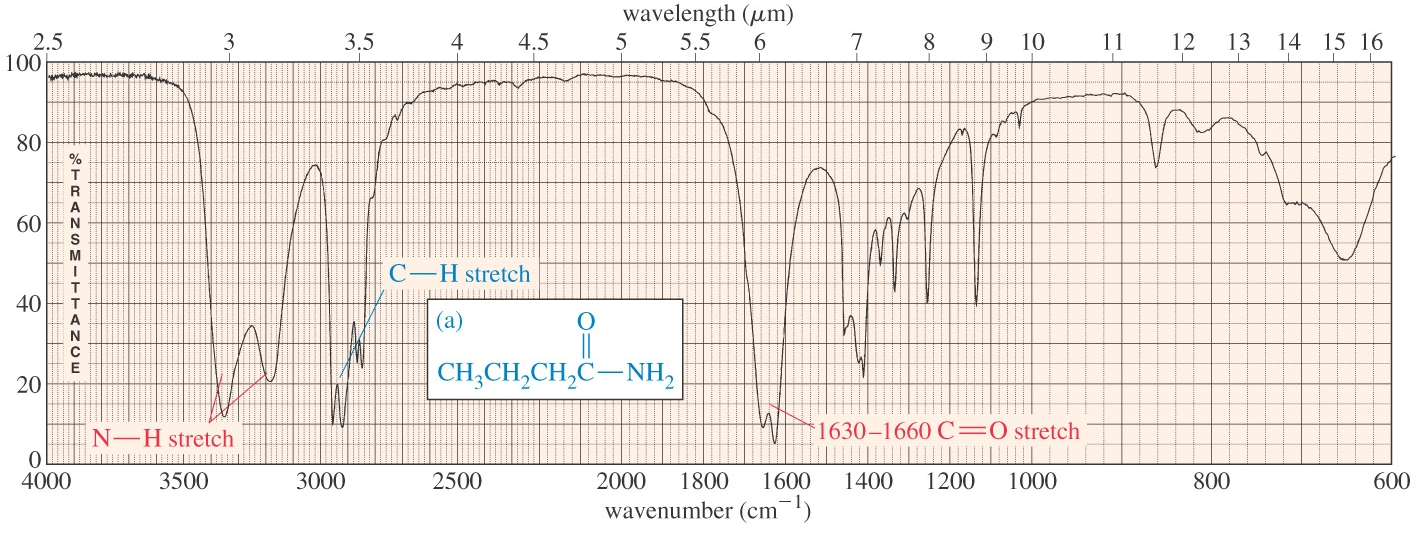 wavelength (μm)
2.5 3 3.5 4 4.5 5 5.5 6 7 8 9 10 11 12 13 14 15 16
100
80
60
40
20
0
% TRANSMITTANCE
C—H stretch
(a)
O
CH₃CH₂CH₂C—NH₂
N—H stretch
1630–1660 C=O stretch
4000 3500 3000 2500 2000 1800 1600 1400 1200 1000 800 600
wavenumber (cm⁻¹)